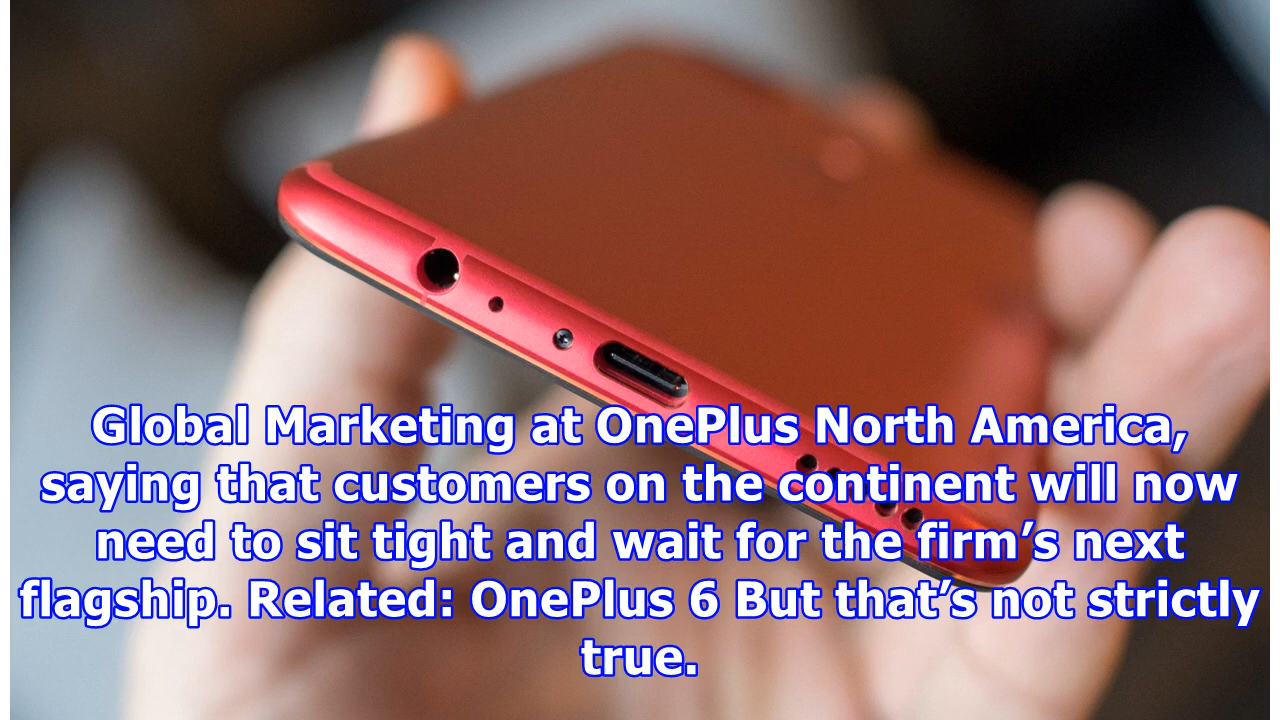 Global Marketing at OnePlus North America,
saying that customers on the continent will now
need to sit tight and wait for the firm’s next
flagship. Related: OnePlus 6 But that’s not strictly
true.